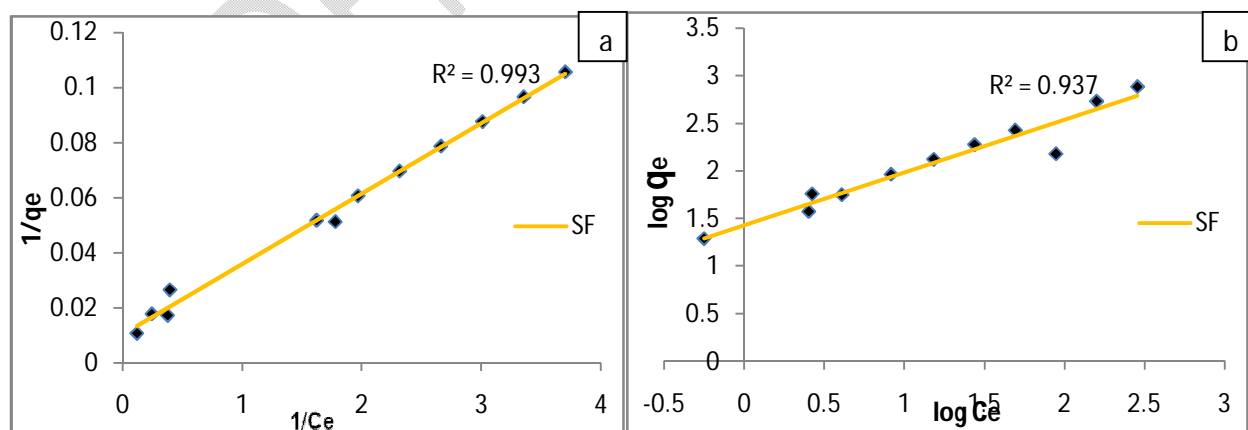 a
0.12
0.1
0.08
0.06
0.04
0.02
0
1/qe
R² = 0.993
SF
0 1 2 3 4
1/Ce
b
3.5
3
2.5
2
1.5
1
0.5
0
log qe
R² = 0.937
SF
-0.5 0 0.5 1 1.5 2 2.5 3
log Ce